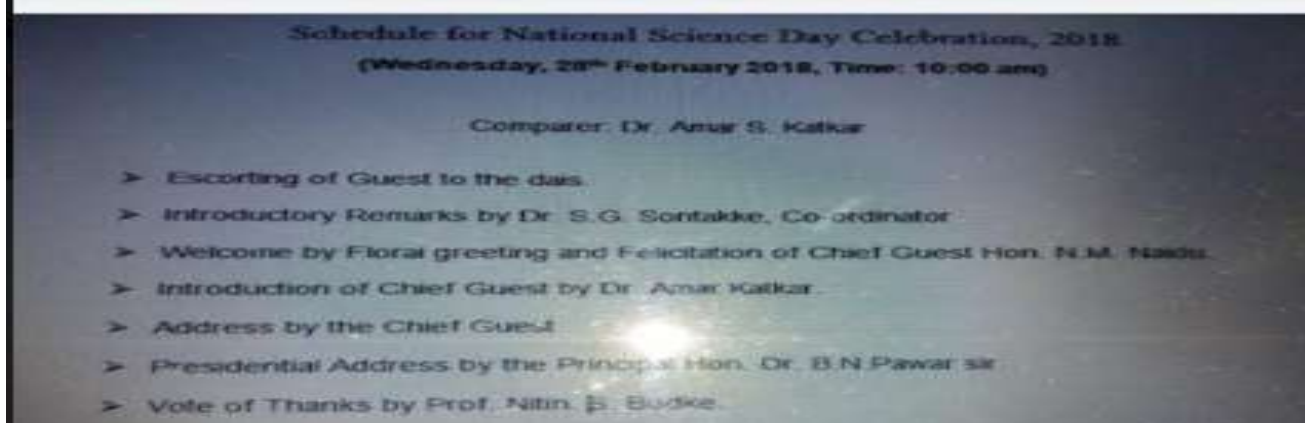 Schedule for National Science Day Celebration, 2018
(Wednesday, 28th February 2018, Time: 10:00 am)
Comparer: Dr. Amar S. Katkar
➤ Escorting of Guest to the dais.
➤ Introductory Remarks by Dr. S.G. Sontakke, Co-ordinator
➤ Welcome by Floral greeting and Felicitation of Chief Guest Hon. N.M. Naidu.
➤ Introduction of Chief Guest by Dr. Amar Katkar.
➤ Address by the Chief Guest
➤ Presidential Address by the Principal Hon. Dr. B.N.Pawar sir
➤ Vote of Thanks by Prof. Nitin. B. Budke.